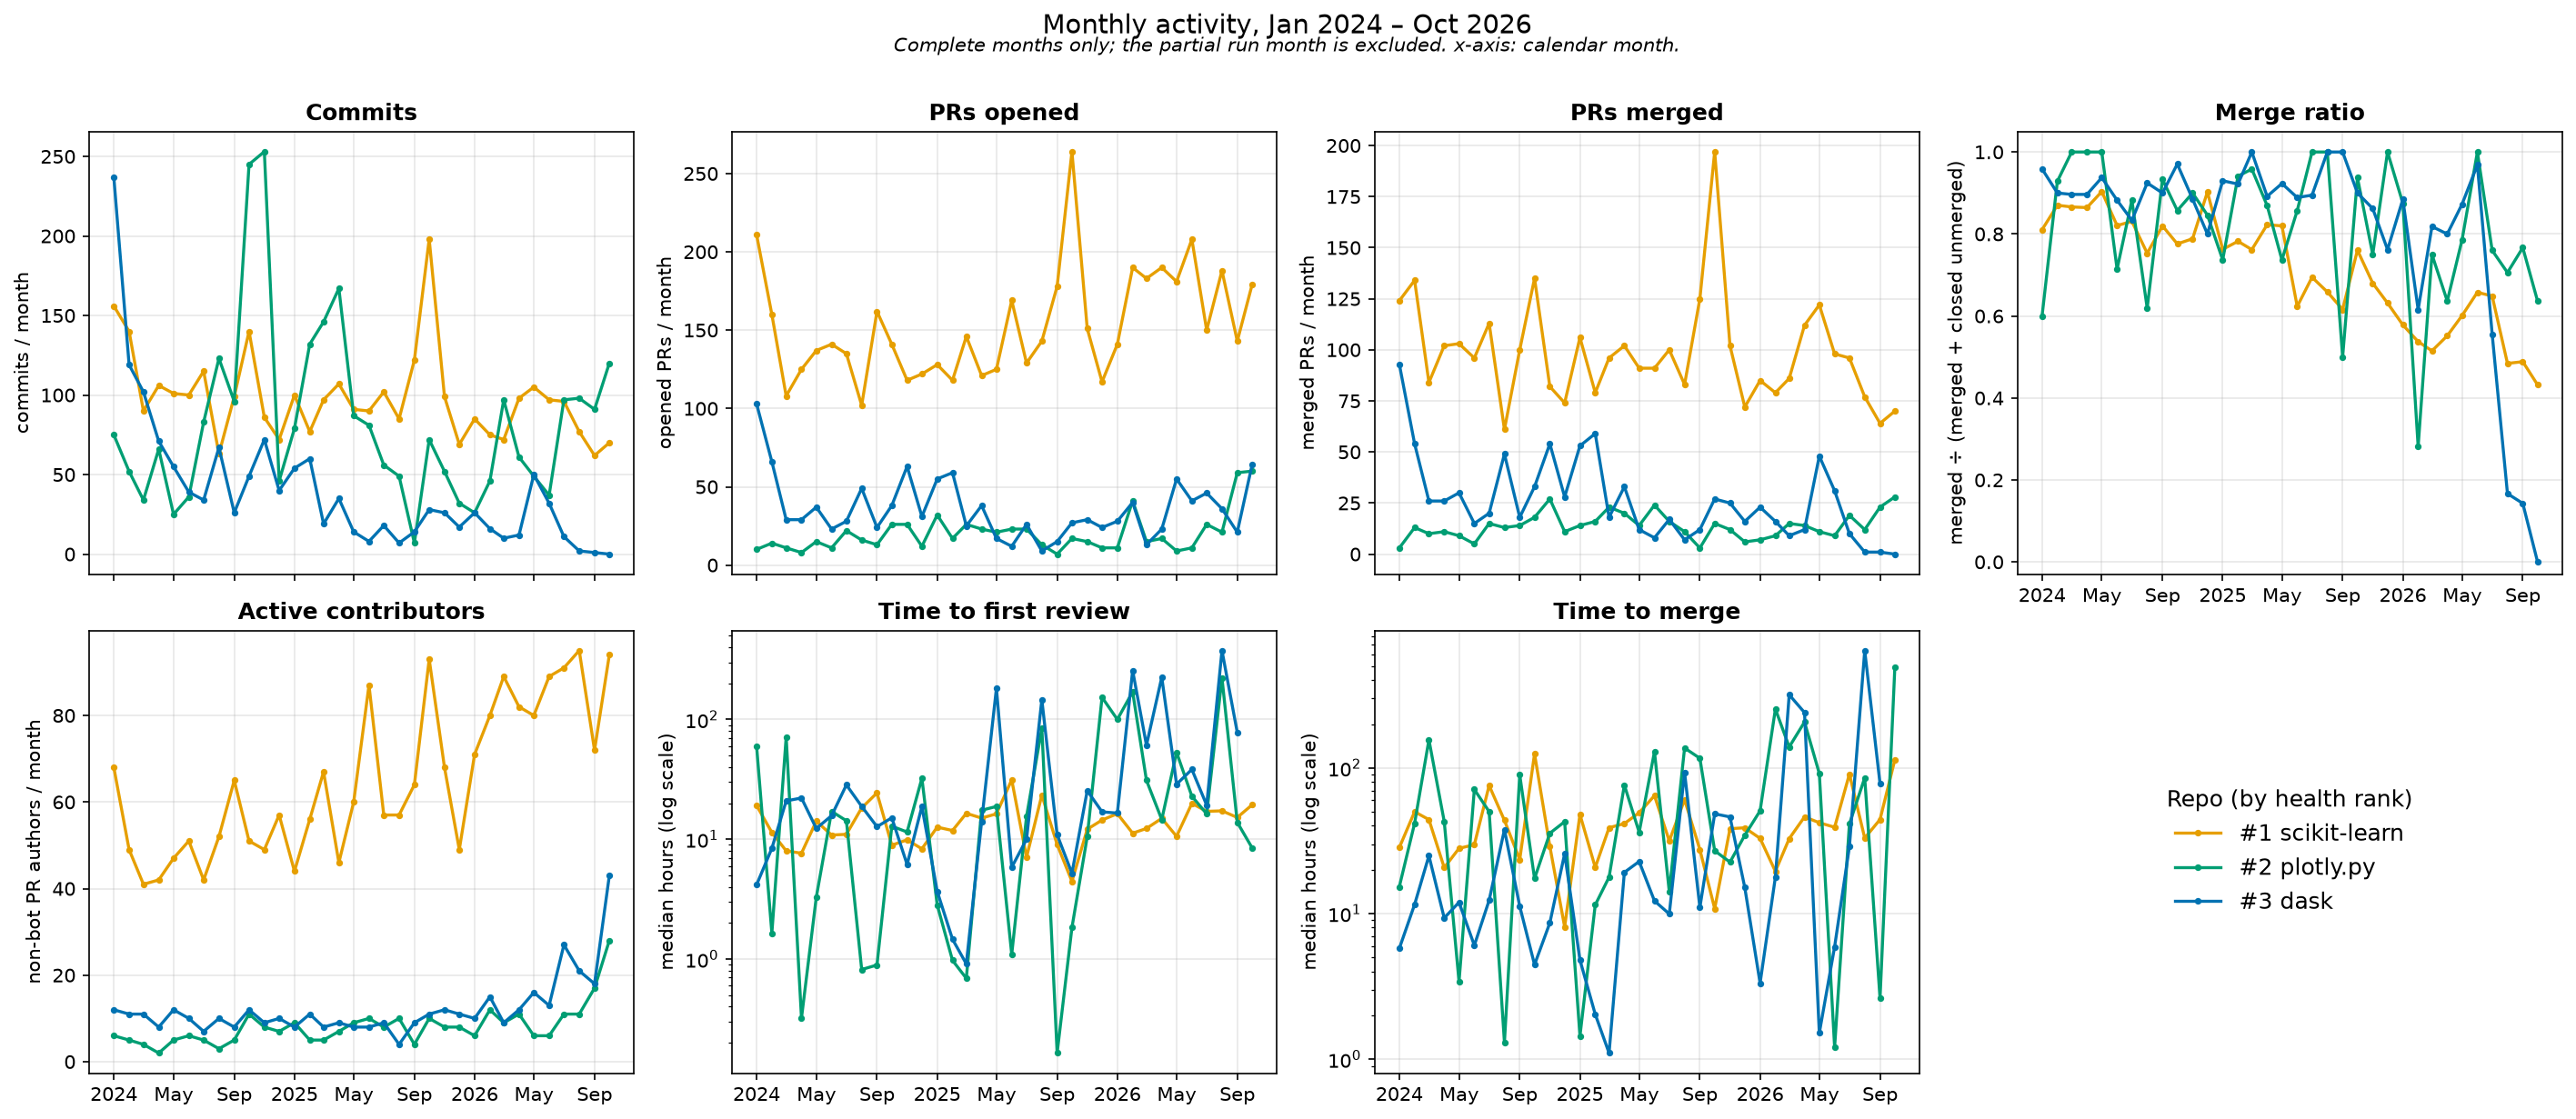 Monthly activity, Jan 2024 – Oct 2026
Complete months only; the partial run month is excluded. x-axis: calendar month.
Commits
commits / month
250
200
150
100
50
0
PRs opened
opened PRs / month
250
200
150
100
50
0
PRs merged
merged PRs / month
200
175
150
125
100
75
50
25
0
Merge ratio
merged ÷ (merged + closed unmerged)
1.0
0.8
0.6
0.4
0.2
0.0
2024 May Sep 2025 May Sep 2026 May Sep
Active contributors
non-bot PR authors / month
80
60
40
20
0
2024 May Sep 2025 May Sep 2026 May Sep
Time to first review
median hours (log scale)
10²
10¹
10⁰
2024 May Sep 2025 May Sep 2026 May Sep
Time to merge
median hours (log scale)
10²
10¹
10⁰
2024 May Sep 2025 May Sep 2026 May Sep
Repo (by health rank)
#1 scikit-learn
#2 plotly.py
#3 dask